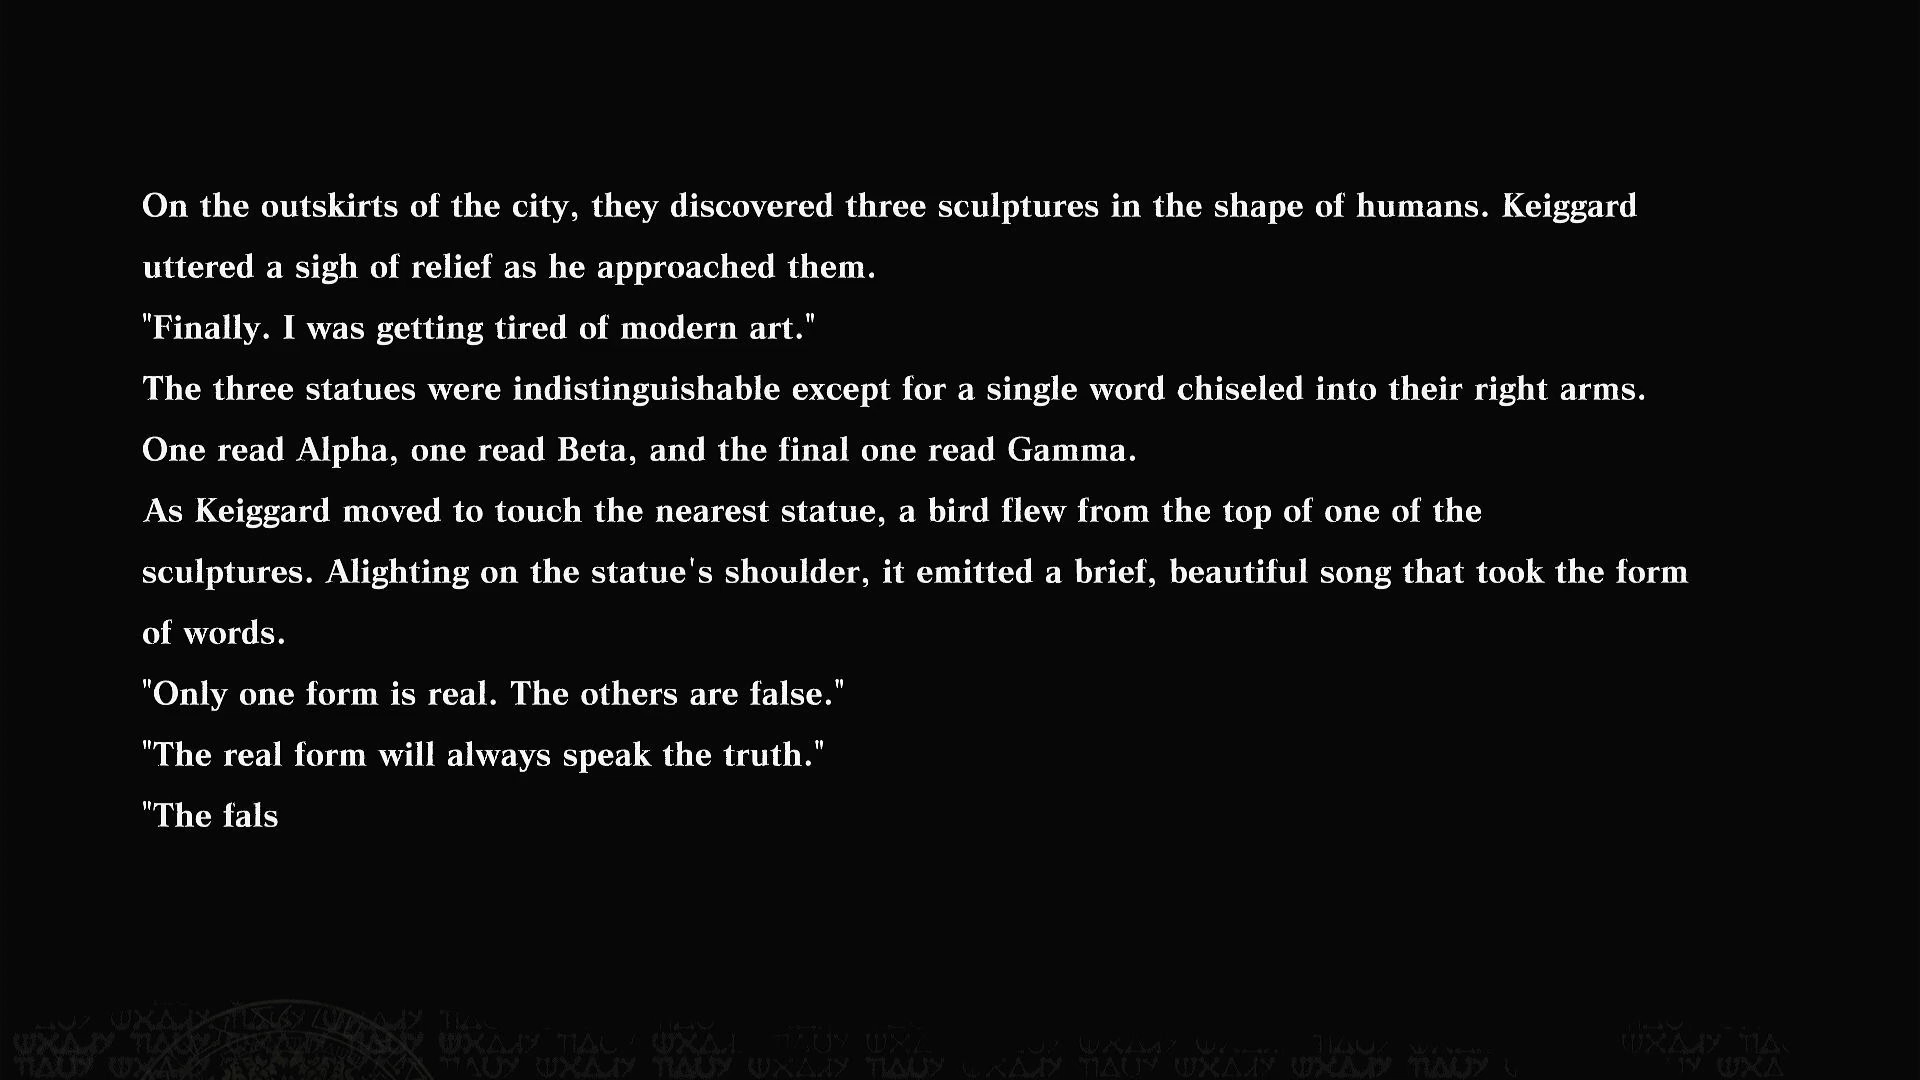 On the outskirts of the city, they discovered three sculptures in the shape of humans. Keiggard
uttered a sigh of relief as he approached them.
"Finally. I was getting tired of modern art."
The three statues were indistinguishable except for a single word chiseled into their right arms.
One read Alpha, one read Beta, and the final one read Gamma.
As Keiggard moved to touch the nearest statue, a bird flew from the top of one of the
sculptures. Alighting on the statue's shoulder, it emitted a brief, beautiful song that took the form
of words.
"Only one form is real. The others are false."
"The real form will always speak the truth."
"The fals